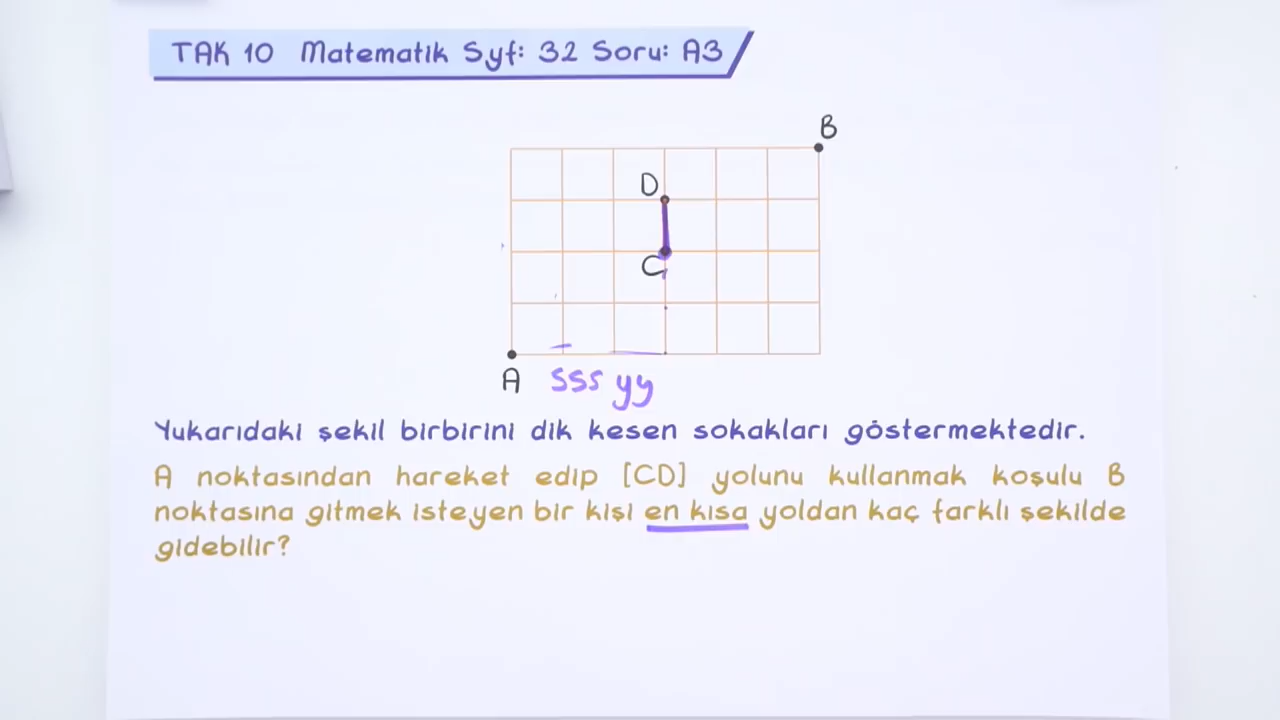 TAK 10 Matematik Syf: 32 Soru: A3
B
D
C
A
sss yy
Yukarıdaki şekil birbirini dik kesen sokakları göstermektedir.
A noktasından hareket edip [CD] yolunu kullanmak koşulu B
noktasına gitmek isteyen bir kişi en kısa yoldan kaç farklı şekilde
gidebilir?